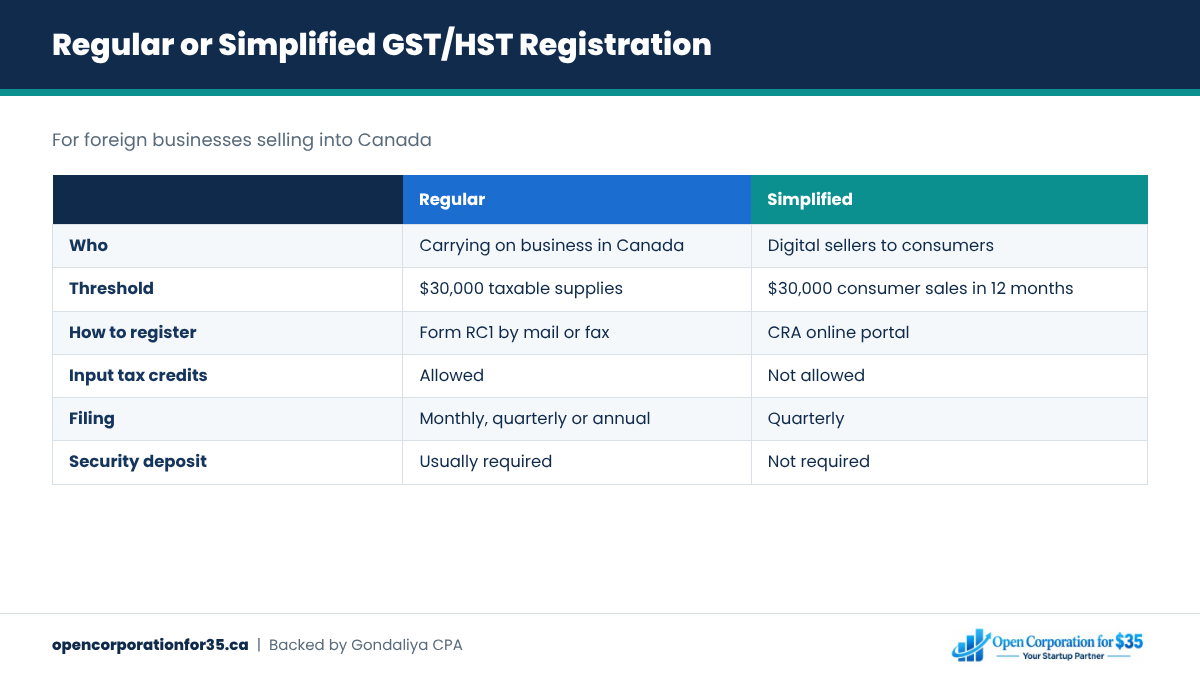 Regular or Simplified GST/HST Registration
For foreign businesses selling into Canada
Regular Simplified
Who Carrying on business in Canada Digital sellers to consumers
Threshold $30,000 taxable supplies $30,000 consumer sales in 12 months
How to register Form RC1 by mail or fax CRA online portal
Input tax credits Allowed Not allowed
Filing Monthly, quarterly or annual Quarterly
Security deposit Usually required Not required
opencorporationfor35.ca | Backed by Gondaliya CPA
Open Corporation for $35
Your Startup Partner